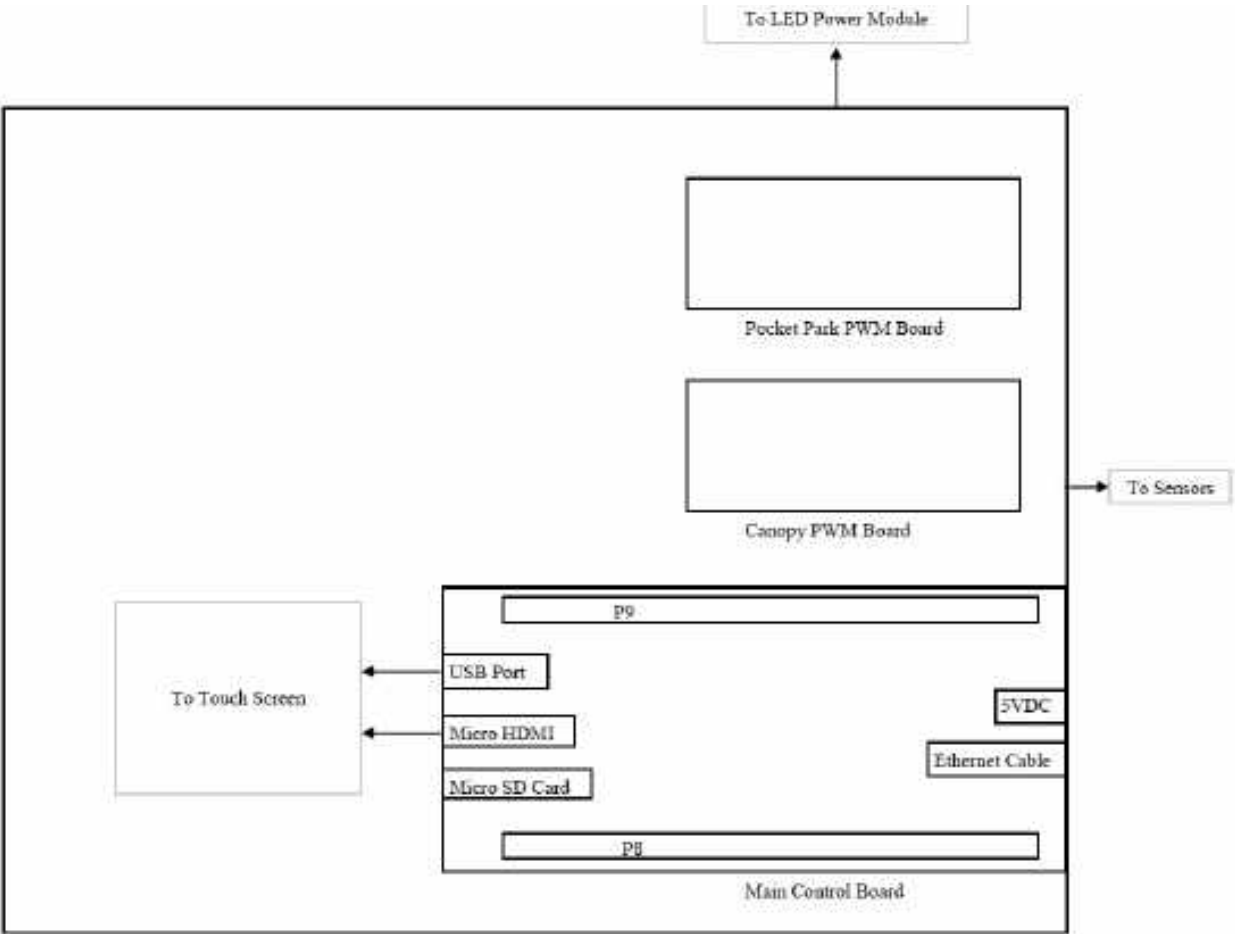 To LED Power Module
Pocket Park PWM Board
To Sensors
Canopy PWM Board
P9
USB Port
To Touch Screen
5VDC
Micro HDMI
Ethernet Cable
Micro SD Card
P8
Main Control Board